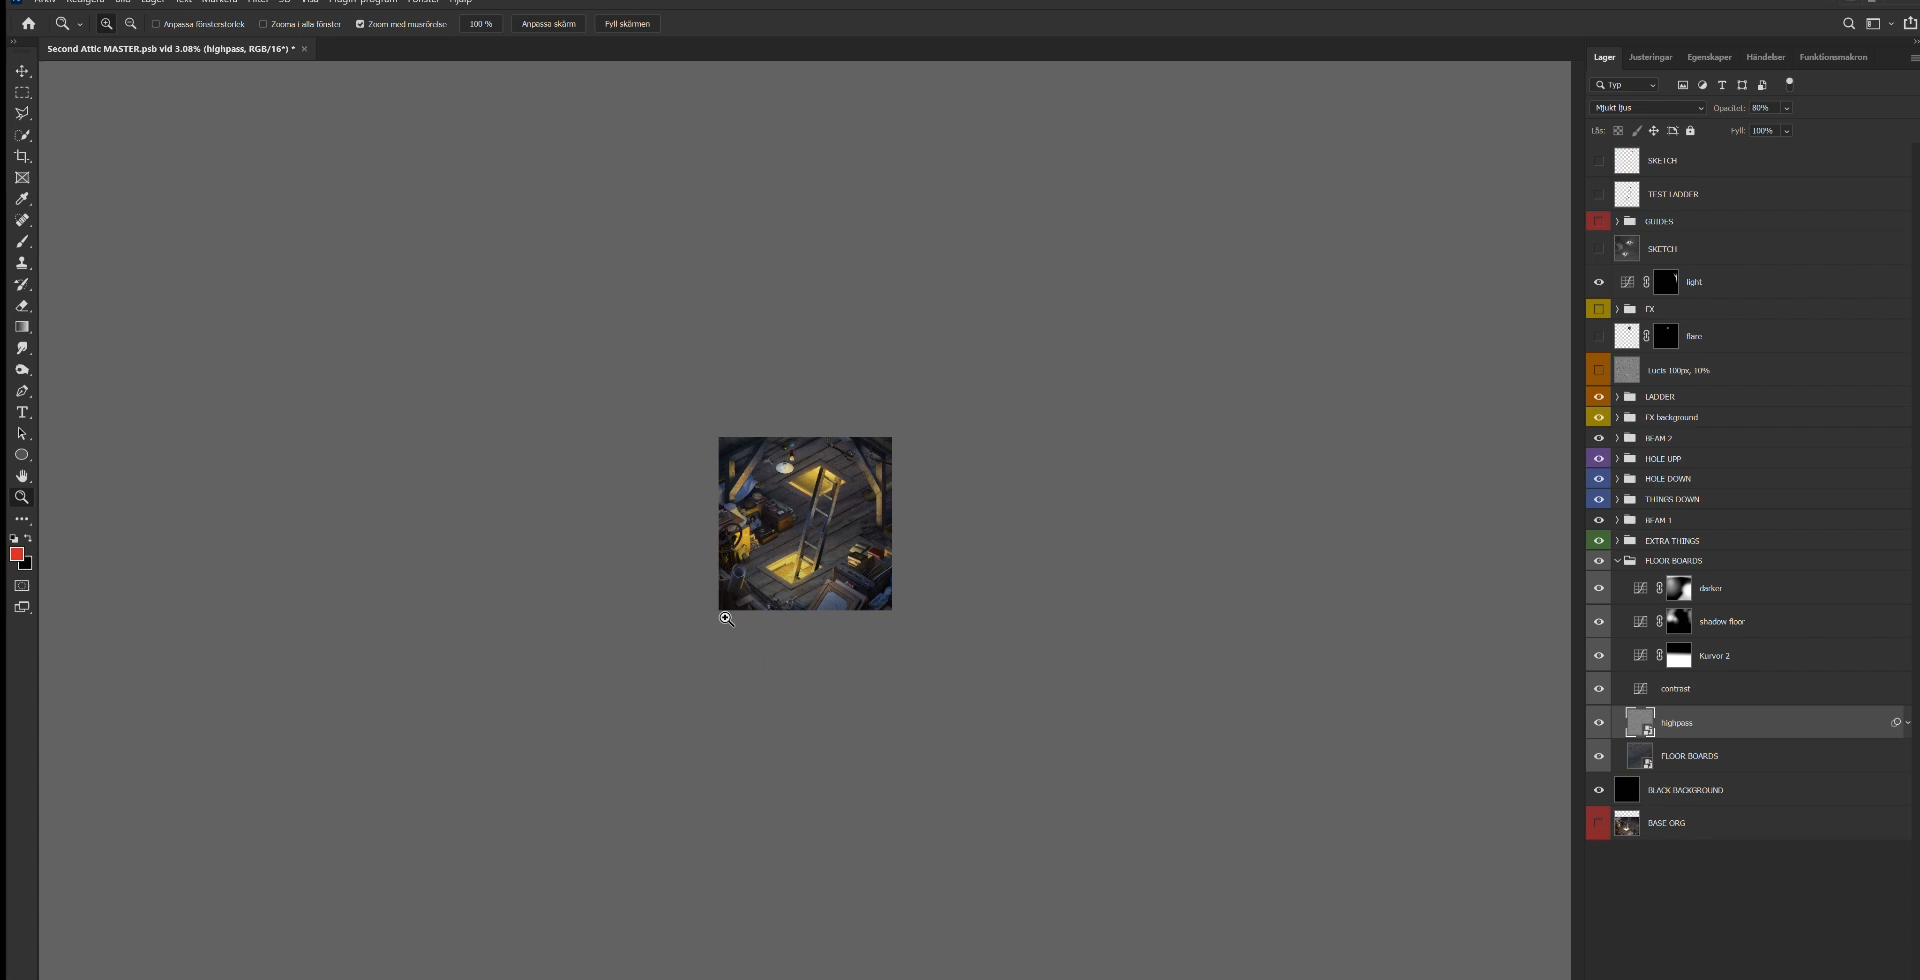 Arkiv Redigera Bild Lager Text Markera Filter 3D Visa Plugin-program Fönster Hjälp
Anpassa fönsterstorlek Zooma i alla fönster Zoom med musrörelse 100 % Anpassa skärm Fyll skärmen
Second Attic MASTER.psb vid 3.08% (highpass, RGB/16*) *
Lager Justeringar Egenskaper Händelser Funktionsmakron
Typ
Mjukt ljus Opacitet: 80%
Lås: Fyll: 100%
SKETCH
TEST LADDER
GUIDES
SKETCH
light
FX
flare
Lucis 100px, 10%
LADDER
FX background
BEAM 2
HOLE UPP
HOLE DOWN
THINGS DOWN
BEAM 1
EXTRA THINGS
FLOOR BOARDS
darker
shadow floor
Kurvor 2
contrast
highpass
FLOOR BOARDS
BLACK BACKGROUND
BASE ORG